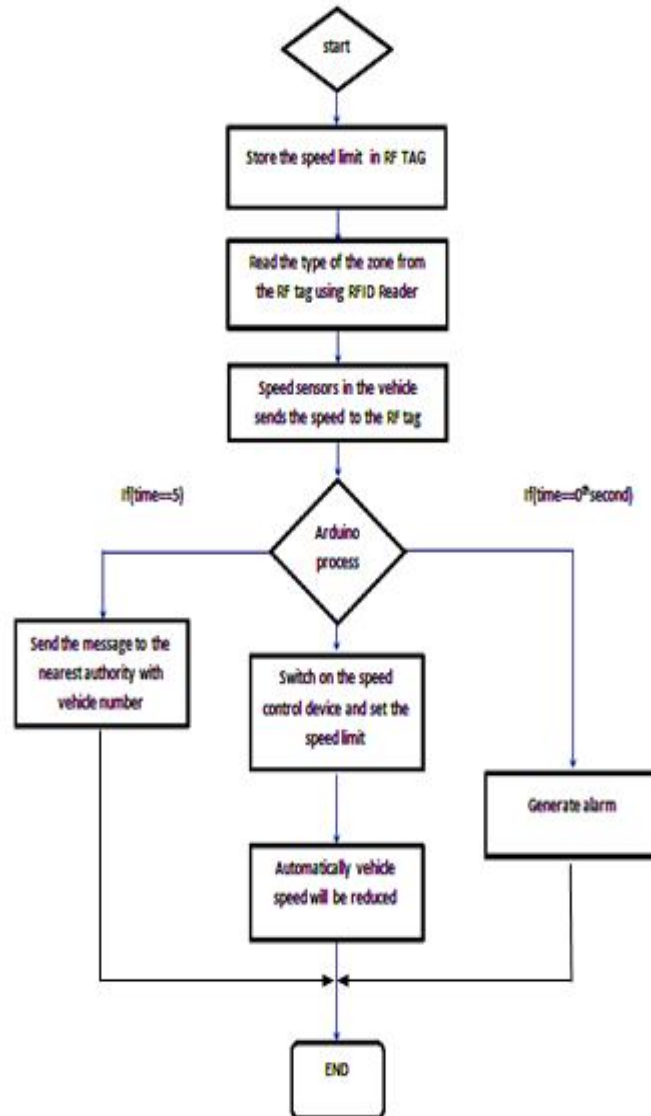 start
Store the speed limit in RF TAG
Read the type of the zone from
the RF tag using RFID Reader
Speed sensors in the vehicle
sends the speed to the RF tag
If(time==5)
If(time==0th second)
Arduino
process
Send the message to the
nearest authority with
vehicle number
Switch on the speed
control device and set the
speed limit
Generate alarm
Automatically vehicle
speed will be reduced
END